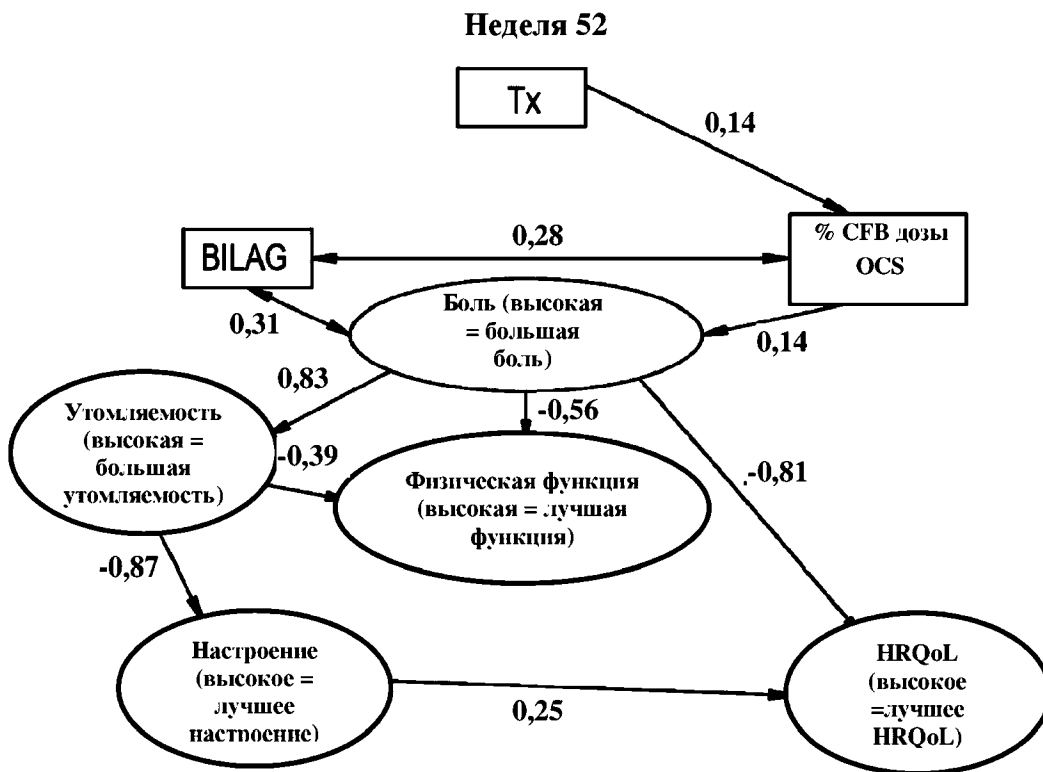 Неделя 52
Tx
0,14
% CFB дозы
OCS
0,28
BILAG
Боль (высокая
= большая
боль)
0,31
0,14
0,83
-0,56
Утомляемость
(высокая =
большая
утомляемость)
-0,39
-0,81
Физическая функция
(высокая = лучшая
функция)
-0,87
Настроение
(высокое =
лучшее
настроение)
0,25
HRQoL
(высокое
=лучшее
HRQoL)